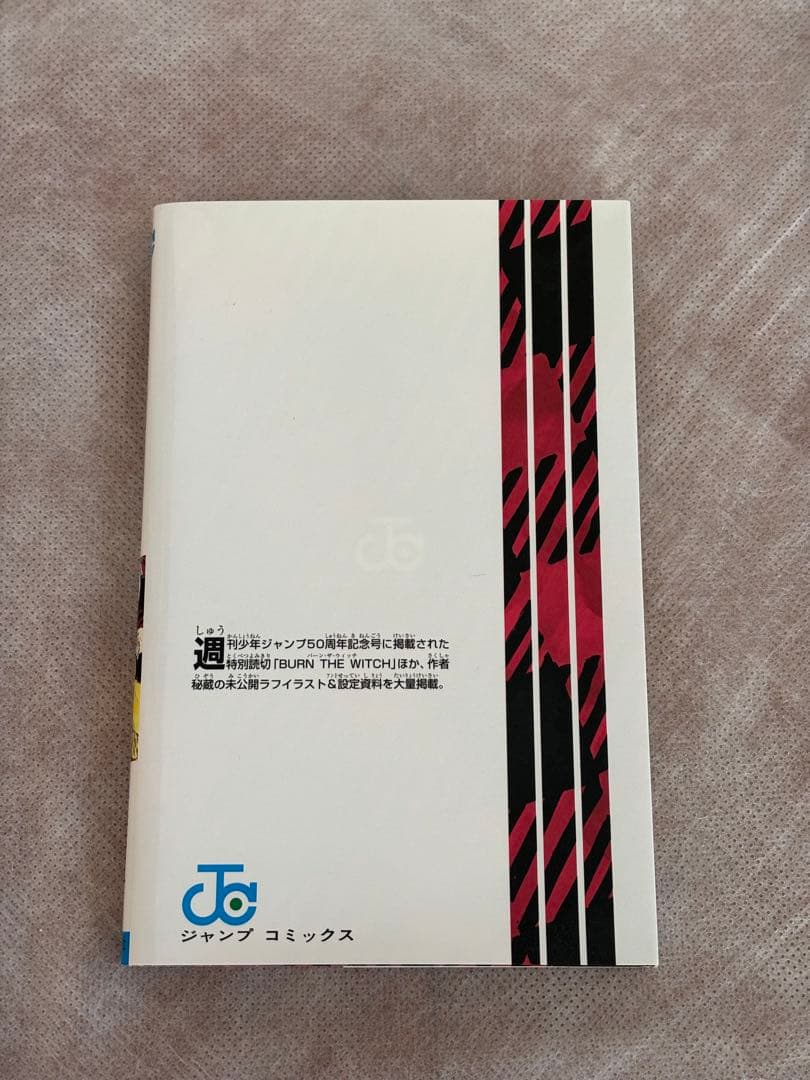 週刊少年ジャンプ50周年記念号に掲載された
特別読切「BURN THE WITCH」ほか、作者
秘蔵の未公開ラフイラスト&設定資料を大量掲載。
JC
ジャンプ コミックス